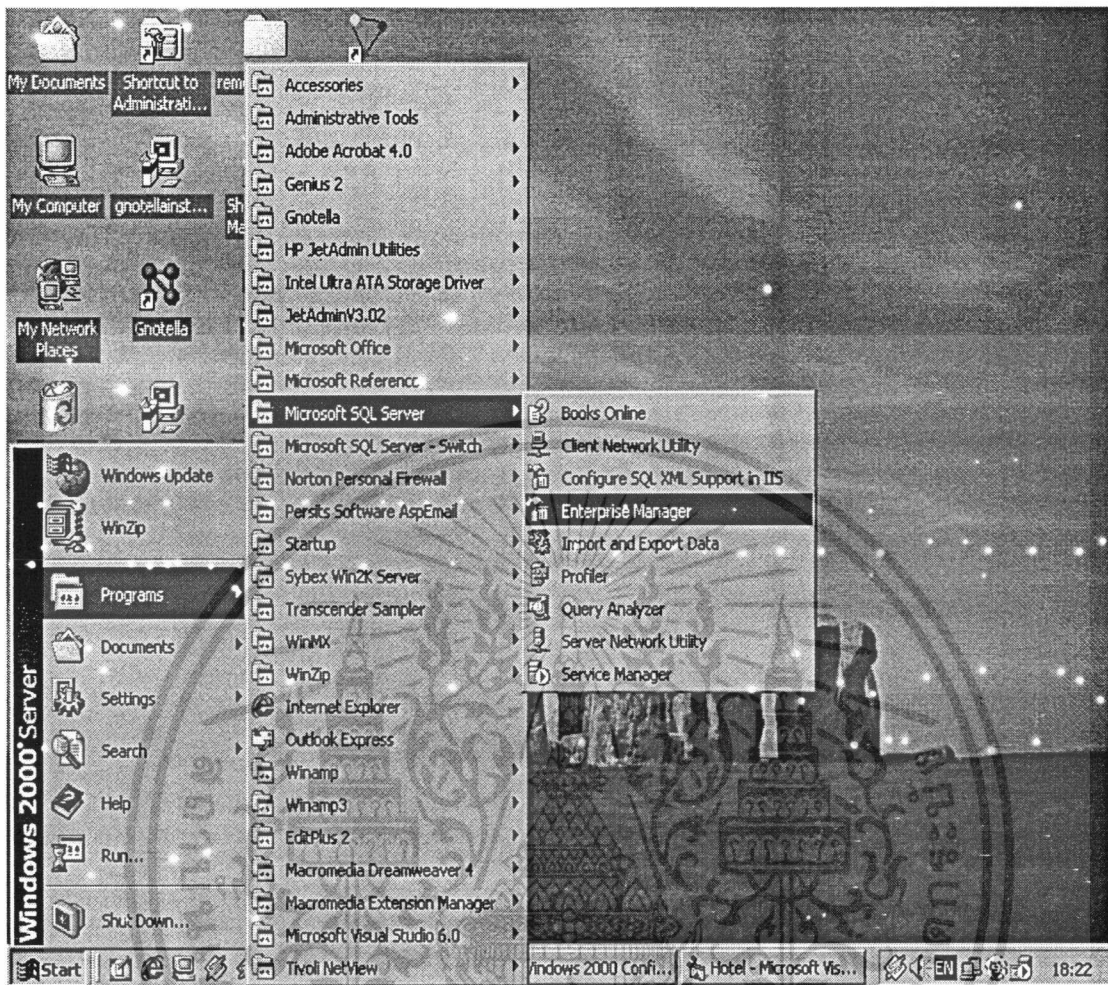 My Documents
Shortcut to
Administrati...
My Computer
gnotellainst...
My Network
Places
Gnotella
Accessories
Administrative Tools
Adobe Acrobat 4.0
Genius 2
Gnotella
HP JetAdmin Utilities
Intel Ultra ATA Storage Driver
JetAdminV3.02
Microsoft Office
Microsoft Reference
Microsoft SQL Server
Microsoft SQL Server - Switch
Norton Personal Firewall
Persits Software AspEmail
Startup
Sybex Win2K Server
Transcender Sampler
WinMX
WinZip
Internet Explorer
Outlook Express
Winamp
Winamp3
EditPlus 2
Macromedia Dreamweaver 4
Macromedia Extension Manager
Microsoft Visual Studio 6.0
Tivoli NetView
Books Online
Client Network Utility
Configure SQL XML Support in IIS
Enterprise Manager
Import and Export Data
Profiler
Query Analyzer
Server Network Utility
Service Manager
Windows Update
WinZip
Programs
Documents
Settings
Search
Help
Run...
Shut Down...
Windows 2000 Server
Start
Windows 2000 Confi...
Hotel - Microsoft Vis...
EN
18:22